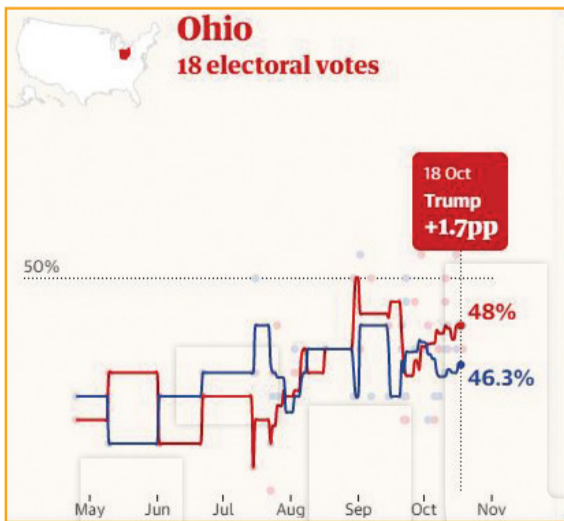 Ohio
18 electoral votes
18 Oct
Trump
+1.7pp
50%
48%
46.3%
May Jun Jul Aug Sep Oct Nov